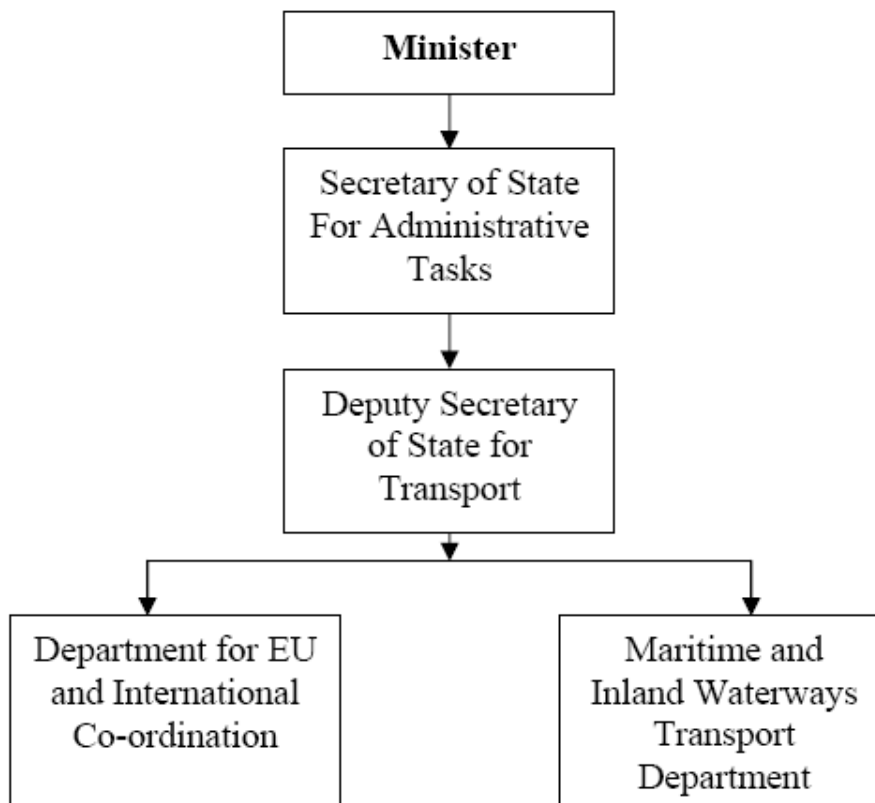 Minister
Secretary of State
For Administrative
Tasks
Deputy Secretary
of State for
Transport
Department for EU
and International
Co-ordination
Maritime and
Inland Waterways
Transport
Department